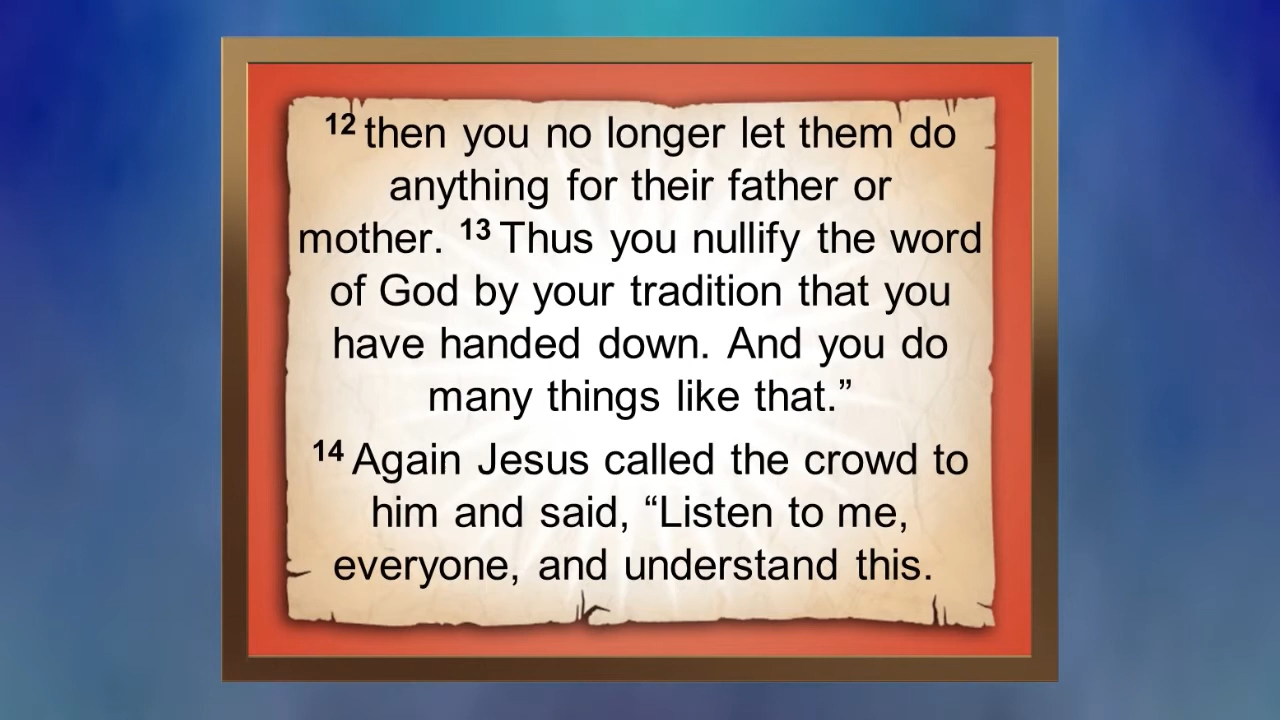 12 then you no longer let them do
anything for their father or
mother. 13 Thus you nullify the word
of God by your tradition that you
have handed down. And you do
many things like that.”
14 Again Jesus called the crowd to
him and said, “Listen to me,
everyone, and understand this.